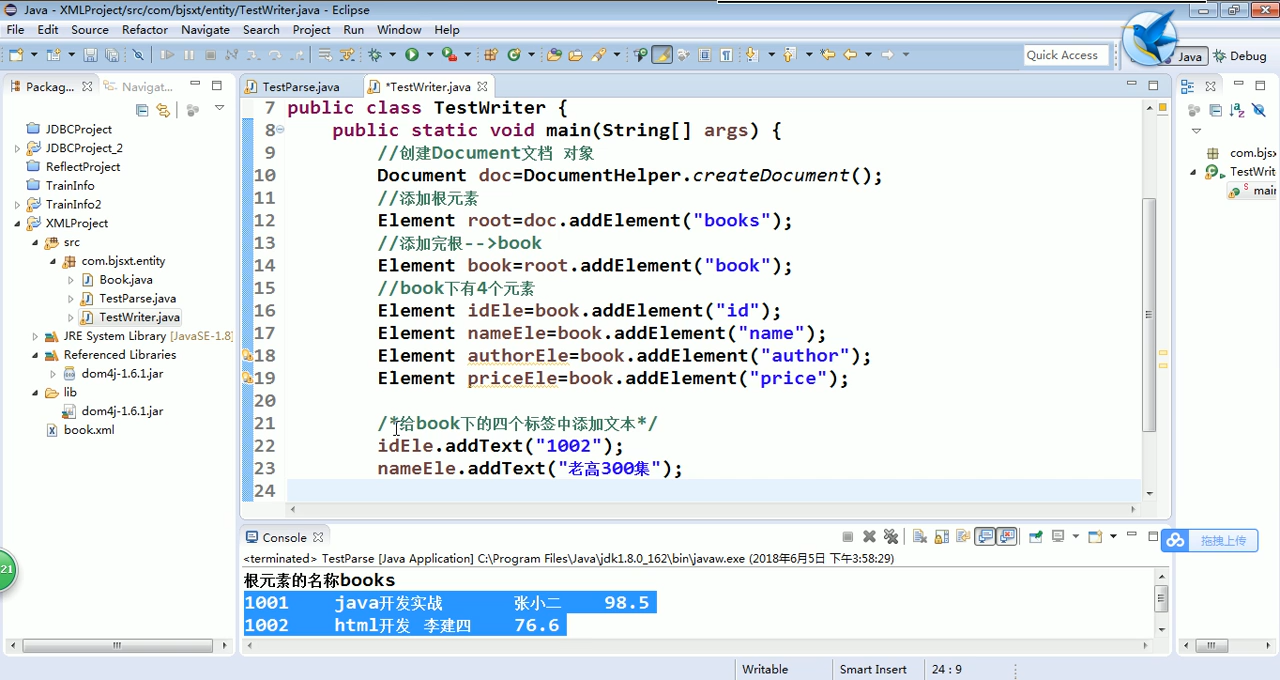 Java - XMLProject/src/com/bjsxt/entity/TestWriter.java - Eclipse
File Edit Source Refactor Navigate Search Project Run Window Help
Quick Access Java Debug
Packag... Navigat...
JDBCProject
JDBCProject_2
ReflectProject
TrainInfo
TrainInfo2
XMLProject
src
com.bjsxt.entity
Book.java
TestParse.java
TestWriter.java
JRE System Library [JavaSE-1.8]
Referenced Libraries
dom4j-1.6.1.jar
lib
dom4j-1.6.1.jar
book.xml
21
TestParse.java *TestWriter.java
7 public class TestWriter {
8 public static void main(String[] args) {
9 //创建Document文档 对象
10 Document doc=DocumentHelper.createDocument();
11 //添加根元素
12 Element root=doc.addElement("books");
13 //添加完根-->book
14 Element book=root.addElement("book");
15 //book下有4个元素
16 Element idEle=book.addElement("id");
17 Element nameEle=book.addElement("name");
18 Element authorEle=book.addElement("author");
19 Element priceEle=book.addElement("price");
20
21 /*给book下的四个标签中添加文本*/
22 idEle.addText("1002");
23 nameEle.addText("老高300集");
24
com.bjsx
TestWrit
S main
Console
<terminated> TestParse [Java Application] C:\Program Files\Java\jdk1.8.0_162\bin\javaw.exe (2018年6月5日 下午3:58:29)
根元素的名称books
1001 java开发实战 张小二 98.5
1002 html开发 李建四 76.6
拖拽上传
Writable Smart Insert 24 : 9